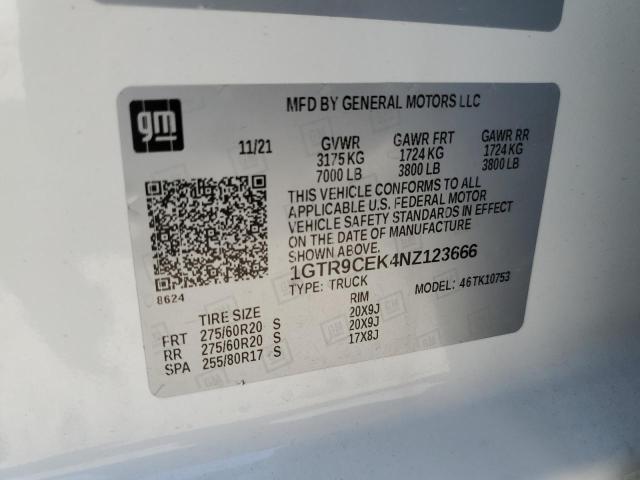 gm
MFD BY GENERAL MOTORS LLC
11/21 GVWR GAWR FRT GAWR RR
3175 KG 1724 KG 1724 KG
7000 LB 3800 LB 3800 LB
THIS VEHICLE CONFORMS TO ALL
APPLICABLE U.S. FEDERAL MOTOR
VEHICLE SAFETY STANDARDS IN EFFECT
ON THE DATE OF MANUFACTURE
SHOWN ABOVE.
1GTR9CEK4NZ123666
TYPE: TRUCK MODEL: 46TK10753
8624
TIRE SIZE RIM
FRT 275/60R20 S 20X9J
RR 275/60R20 S 20X9J
SPA 255/80R17 S 17X8J